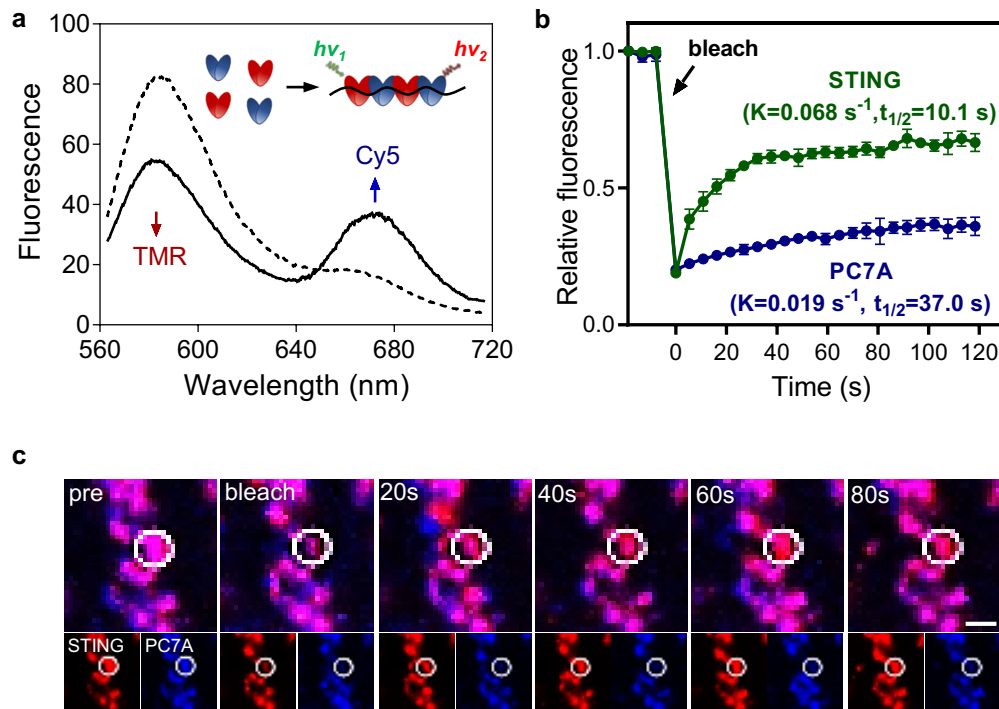 a
100
80
60
40
20
0
Fluorescence
hv1
hv2
Cy5
TMR
560
600
640
680
720
Wavelength (nm)
b
1.0
0.5
0.0
Relative fluorescence
bleach
STING
(K=0.068 s-1,t1/2=10.1 s)
PC7A
(K=0.019 s-1, t1/2=37.0 s)
0 20 40 60 80 100 120
Time (s)
c
pre
bleach
20s
40s
60s
80s
STING
PC7A